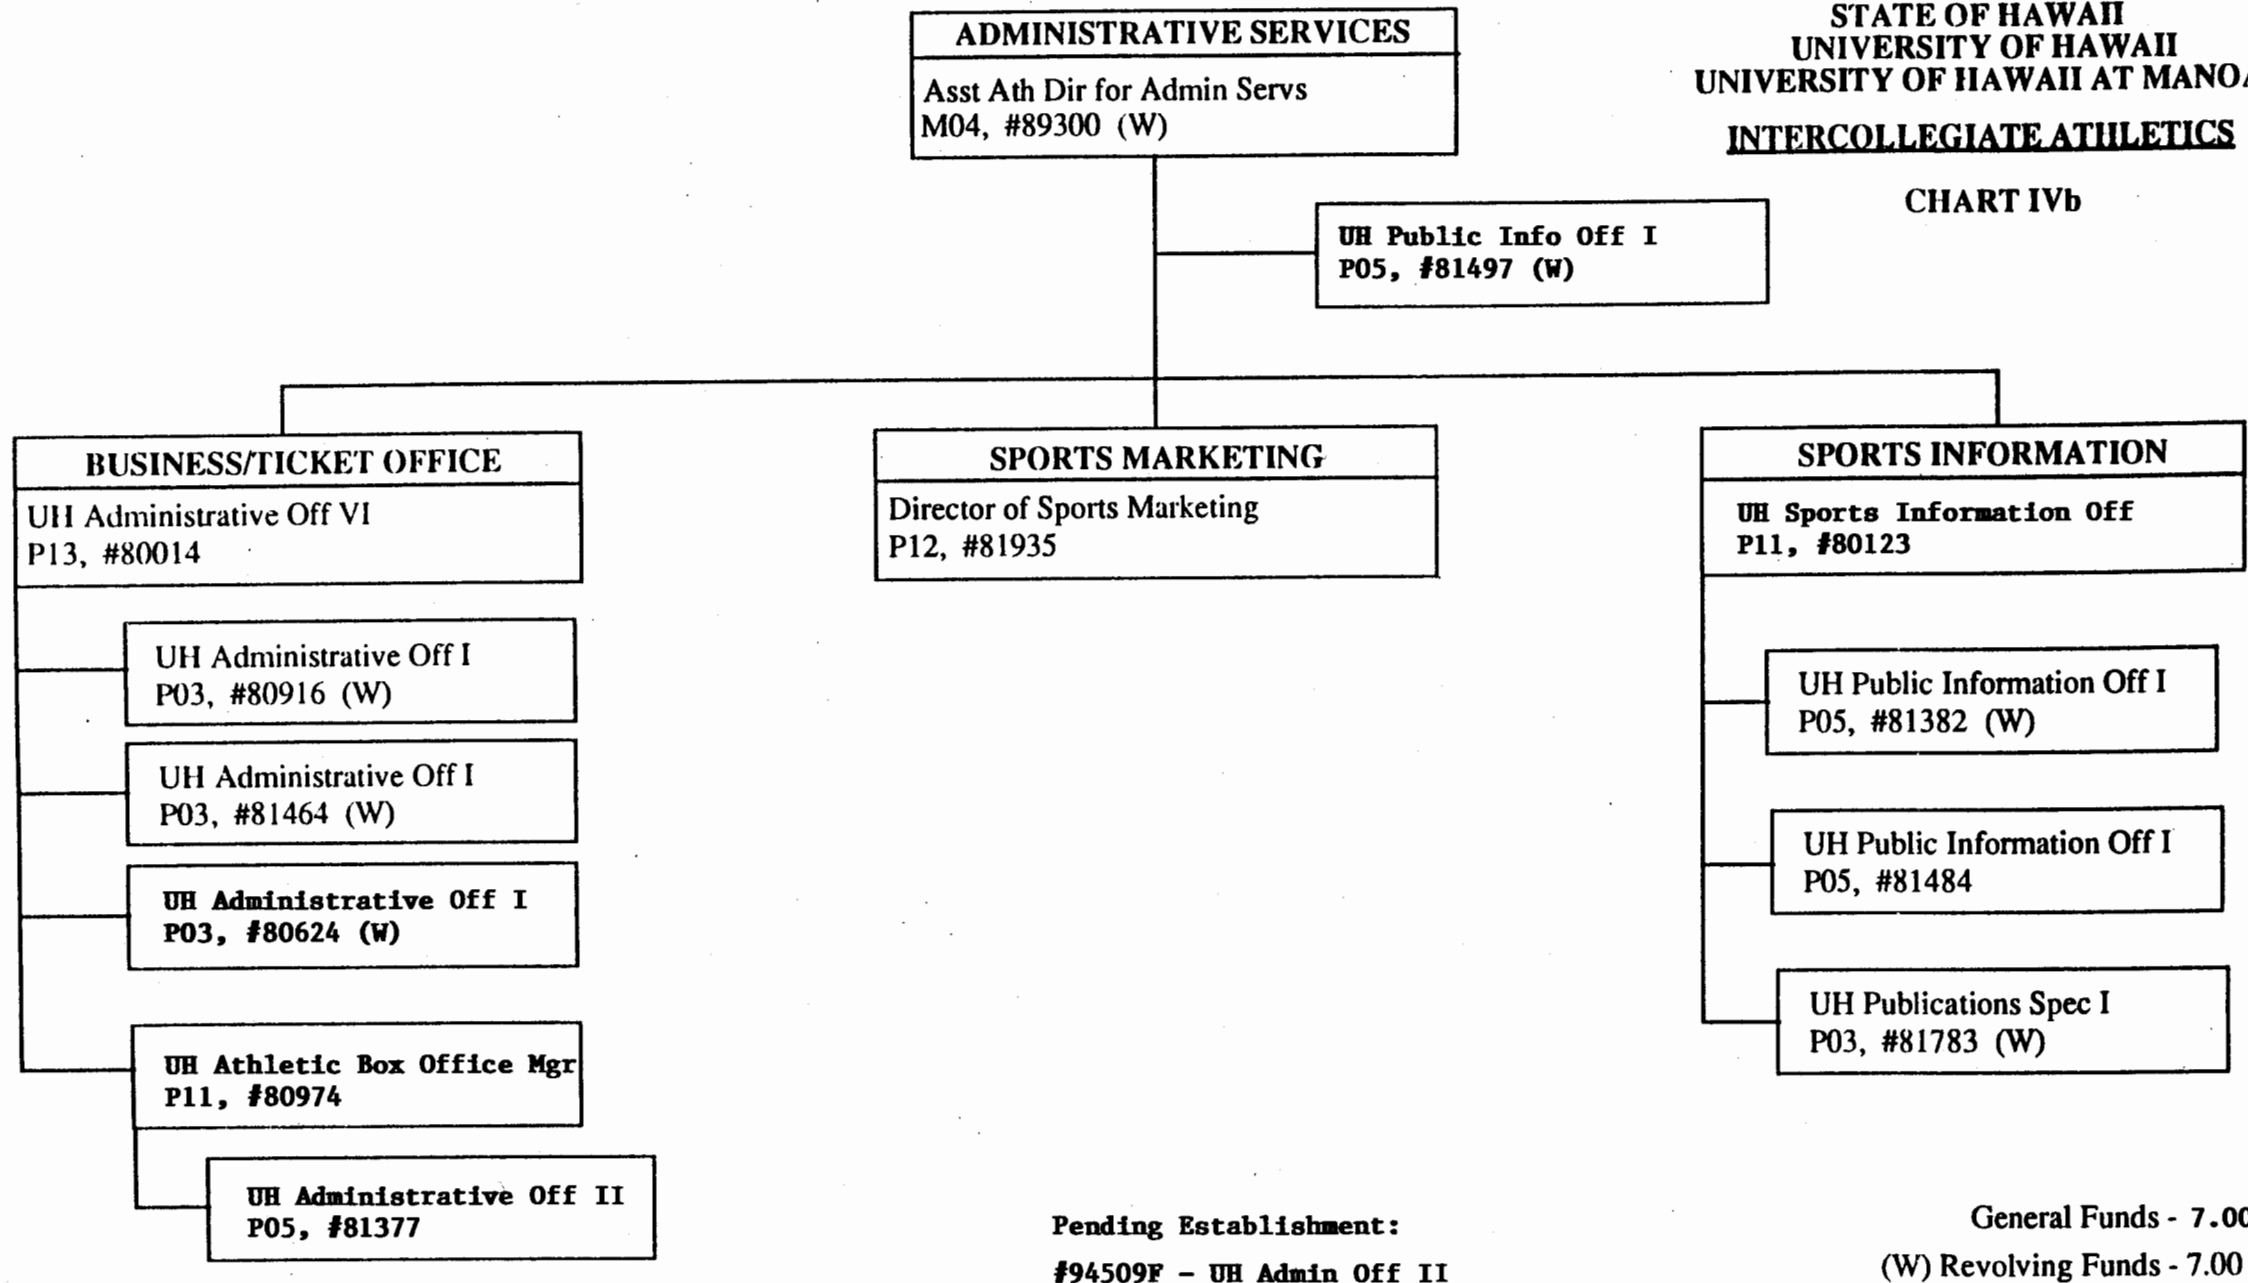 STATE OF HAWAII
UNIVERSITY OF HAWAII
UNIVERSITY OF HAWAII AT MANOA
INTERCOLLEGIATE ATHLETICS
CHART IVb
ADMINISTRATIVE SERVICES
Asst Ath Dir for Admin Servs
M04, #89300 (W)
UH Public Info Off I
P05, #81497 (W)
BUSINESS/TICKET OFFICE
UH Administrative Off VI
P13, #80014
UH Administrative Off I
P03, #80916 (W)
UH Administrative Off I
P03, #81464 (W)
UH Administrative Off I
P03, #80624 (W)
UH Athletic Box Office Mgr
P11, #80974
UH Administrative Off II
P05, #81377
SPORTS MARKETING
Director of Sports Marketing
P12, #81935
SPORTS INFORMATION
UH Sports Information Off
P11, #80123
UH Public Information Off I
P05, #81382 (W)
UH Public Information Off I
P05, #81484
UH Publications Spec I
P03, #81783 (W)
Pending Establishment:
#94509F - UH Admin Off II
General Funds - 7.00
(W) Revolving Funds - 7.00